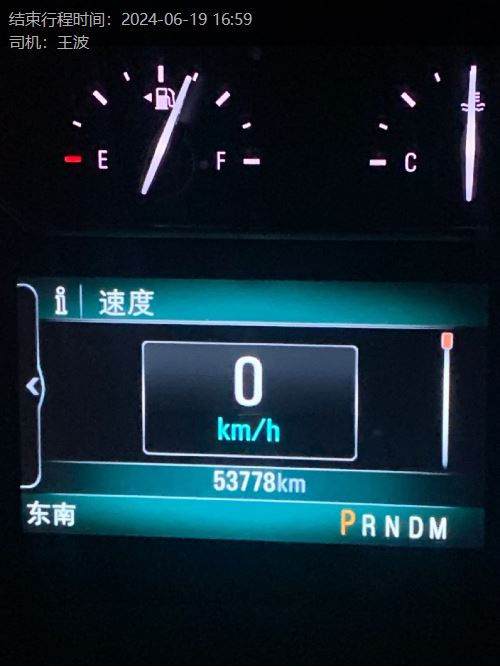 结束行程时间：2024-06-19 16:59
司机：王波
E F C
速度
0
km/h
53778km
东南
PRNDM